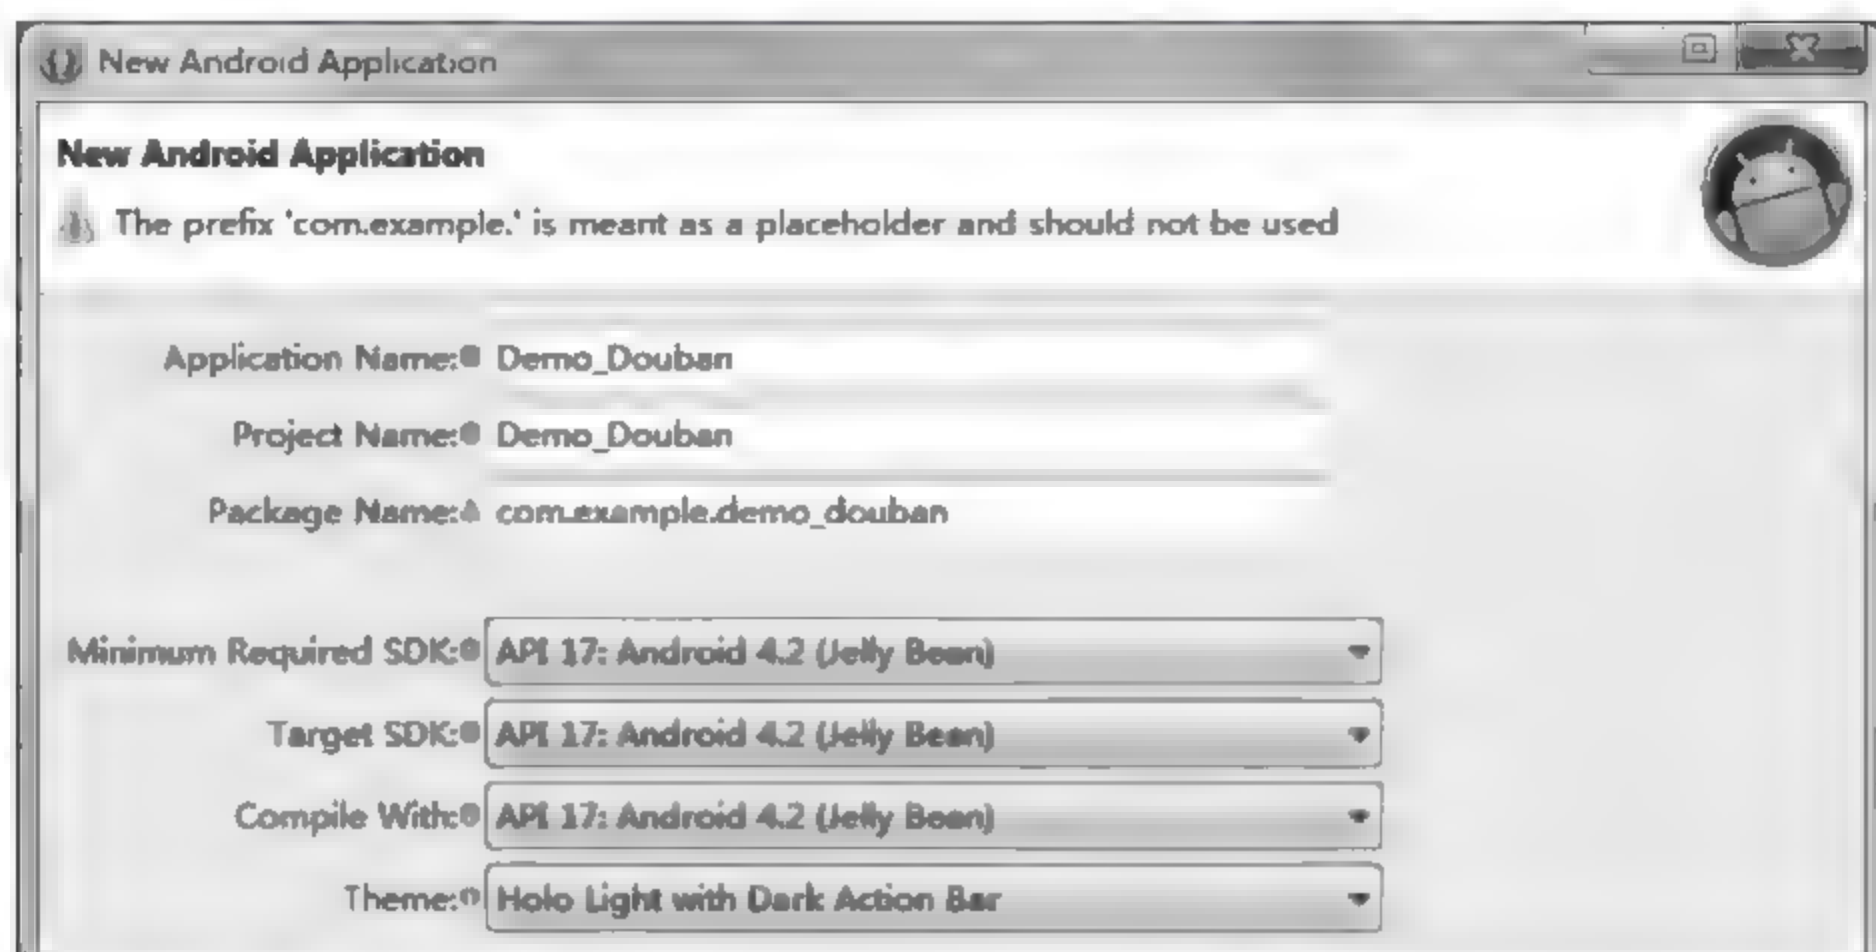 New Android Application
New Android Application
The prefix 'com.example.' is meant as a placeholder and should not be used
Application Name: Demo_Douban
Project Name: Demo_Douban
Package Name: com.example.demo_douban
Minimum Required SDK: API 17: Android 4.2 (Jelly Bean)
Target SDK: API 17: Android 4.2 (Jelly Bean)
Compile With: API 17: Android 4.2 (Jelly Bean)
Theme: Holo Light with Dark Action Bar